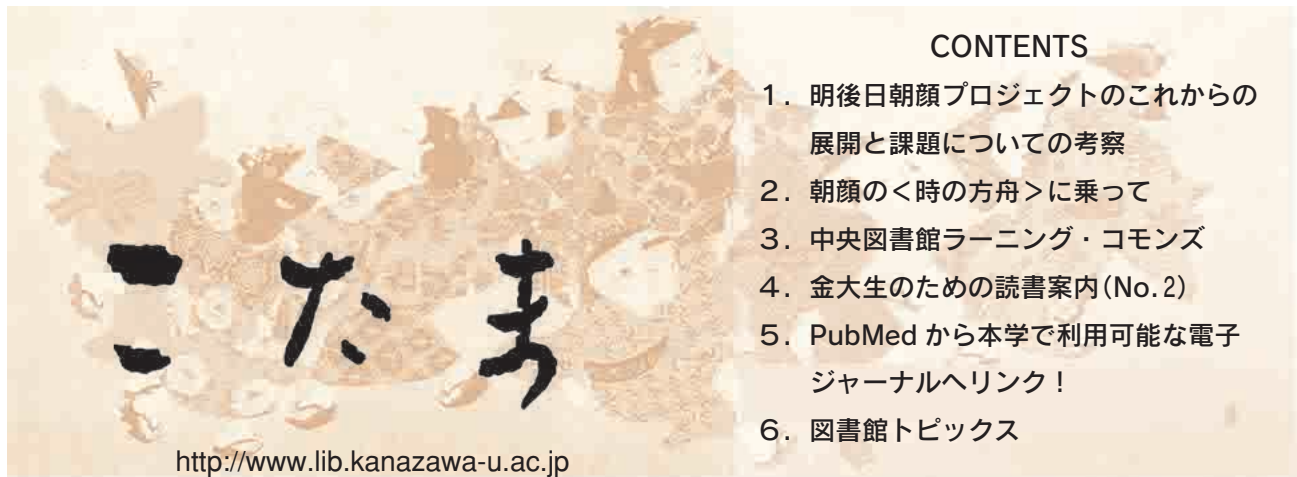 こだま
http://www.lib.kanazawa-u.ac.jp
CONTENTS
1．明後日朝顔プロジェクトのこれからの
展開と課題についての考察
2．朝顔の＜時の方舟＞に乗って
3．中央図書館ラーニング・コモンズ
4．金大生のための読書案内(No.2)
5．PubMed から本学で利用可能な電子
ジャーナルへリンク！
6．図書館トピックス